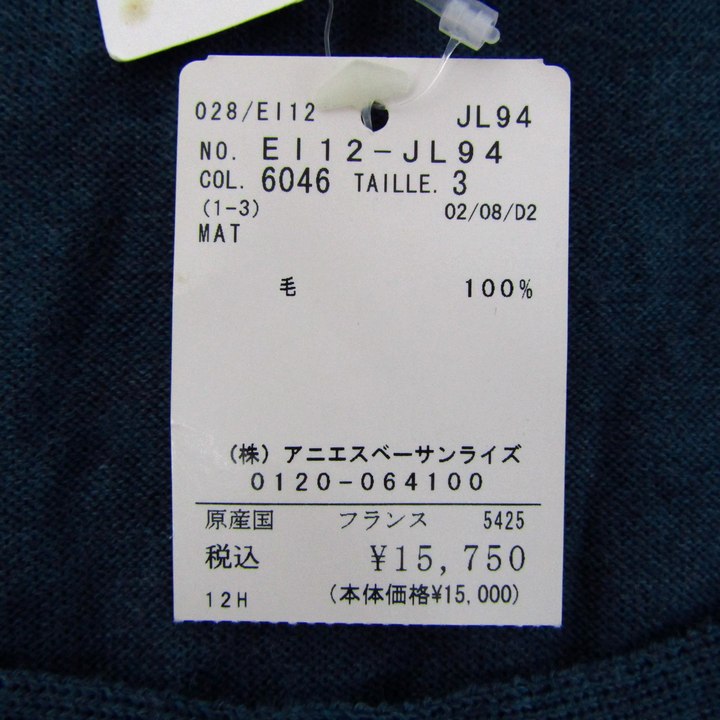 028/EI12 JL94
NO. EI12-JL94
COL. 6046 TAILLE. 3
(1-3) 02/08/D2
MAT
毛 100%
(株)アニエスベーサンライズ
0120-064100
原産国 フランス 5425
税込 ¥15,750
12H (本体価格¥15,000)